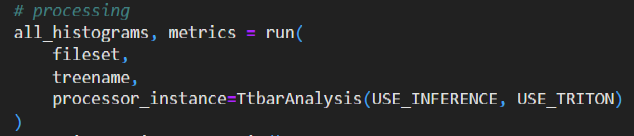 # processing
all_histograms, metrics = run(
    fileset,
    treename,
    processor_instance=TtbarAnalysis(USE_INFERENCE, USE_TRITON)
)